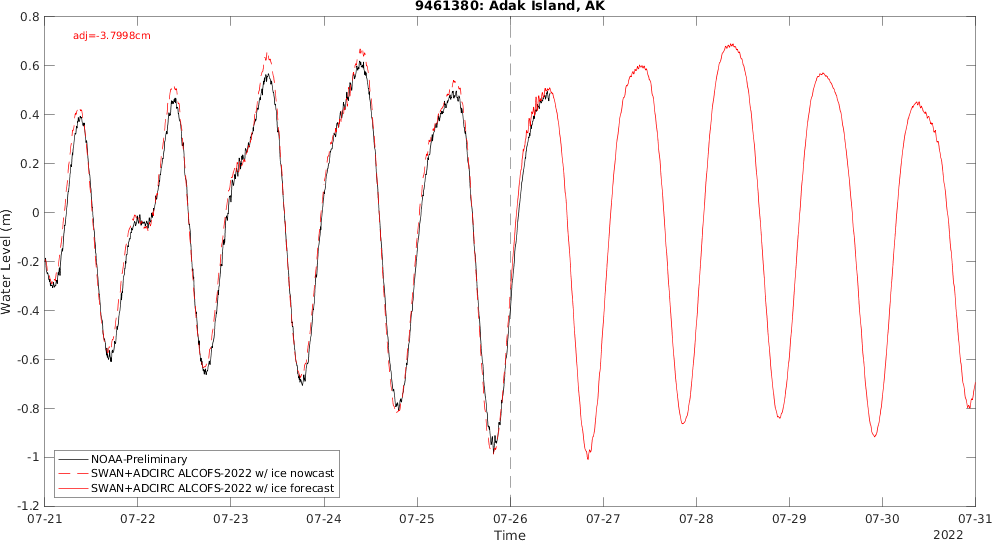 9461380: Adak Island, AK
adj=-3.7998cm
0.8
0.6
0.4
0.2
0
-0.2
-0.4
-0.6
-0.8
-1
-1.2
Water Level (m)
NOAA-Preliminary
SWAN+ADCIRC ALCOFS-2022 w/ ice nowcast
SWAN+ADCIRC ALCOFS-2022 w/ ice forecast
07-21 07-22 07-23 07-24 07-25 07-26 07-27 07-28 07-29 07-30 07-31
Time
2022